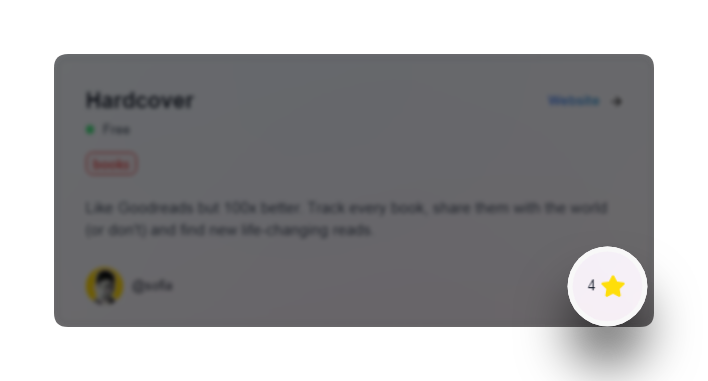 Hardcover
Website →
Free
books
Like Goodreads but 100x better. Track every book, share them with the world
(or don't) and find new life-changing reads.
@sofia
4